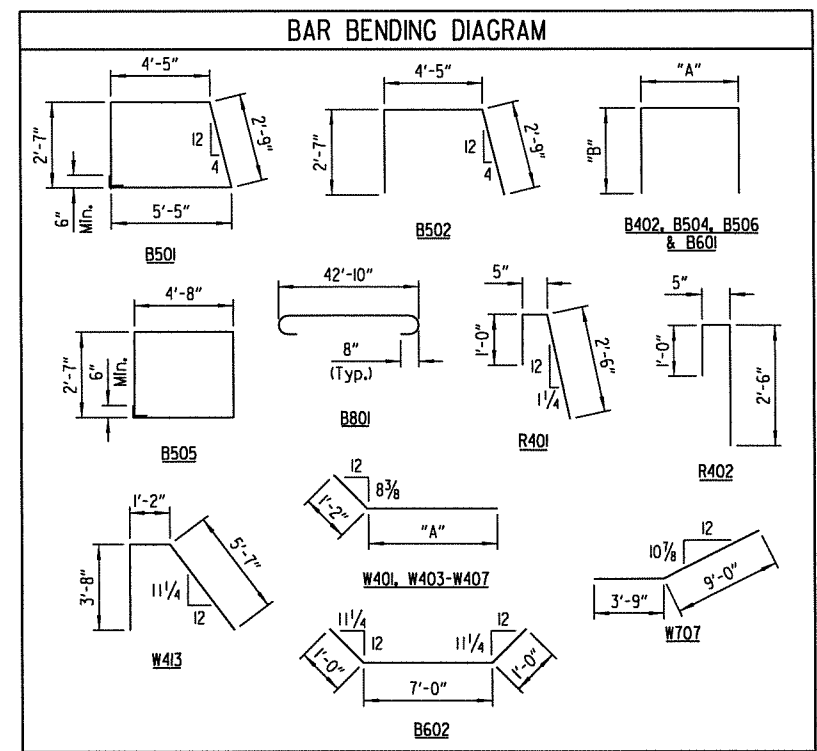 BAR BENDING DIAGRAM
4'-5"
2'-7"
2'-9"
12
4
6" Min.
5'-5"
B501
4'-5"
2'-7"
2'-9"
12
4
B502
"A"
"B"
B402, B504, B506
& B601
4'-8"
2'-7"
6" Min.
B505
42'-10"
8"
(Typ.)
B801
5"
1'-0"
2'-6"
12
1 1/4
R401
5"
1'-0"
2'-6"
R402
1'-2"
3'-8"
5'-7"
11 1/4
12
W413
12
8 3/8
1'-2"
"A"
W401, W403-W407
12
10 7/8
3'-9"
9'-0"
W707
11 1/4
12
11 1/4
12
1'-0"
7'-0"
1'-0"
B602